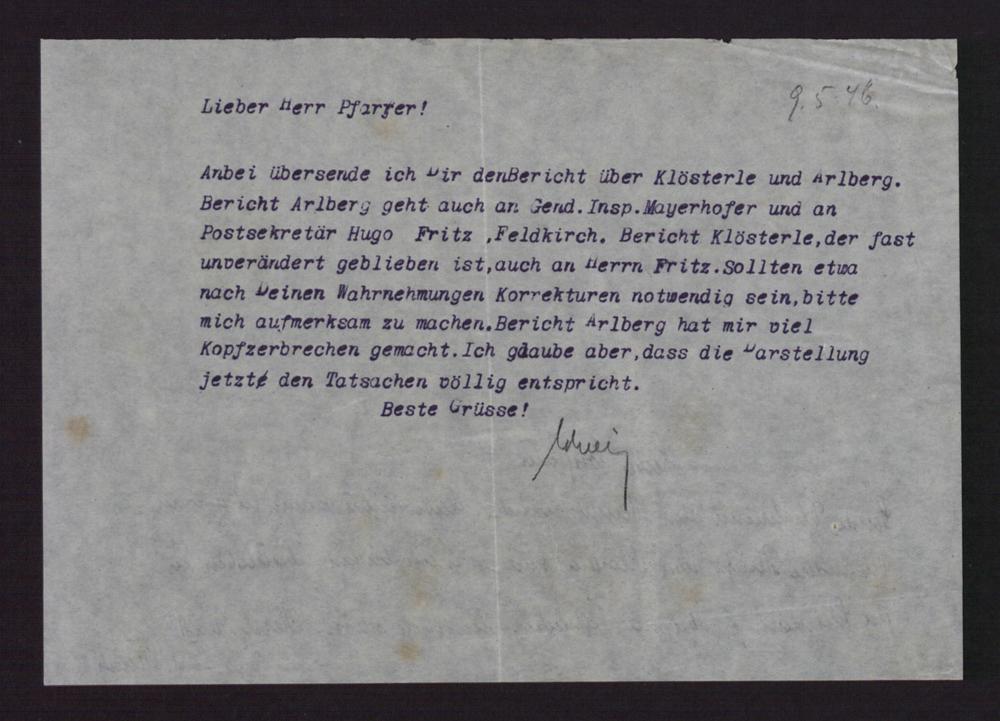 9.5.46.
Lieber Herr Pfarrer!
Anbei übersende ich Dir denBericht über Klösterle und Arlberg.
Bericht Arlberg geht auch an Gend.Insp.Mayerhofer und an
Postsekretär Hugo Fritz ,Feldkirch. Bericht Klösterle,der fast
unverändert geblieben ist,auch an Herrn Fritz.Sollten etwa
nach Deinen Wahrnehmungen Korrekturen notwendig sein,bitte
mich aufmerksam zu machen.Bericht Arlberg hat mir viel
Kopfzerbrechen gemacht.Ich glaube aber,dass die Darstellung
jetzt den Tatsachen völlig entspricht.
Beste Grüsse!